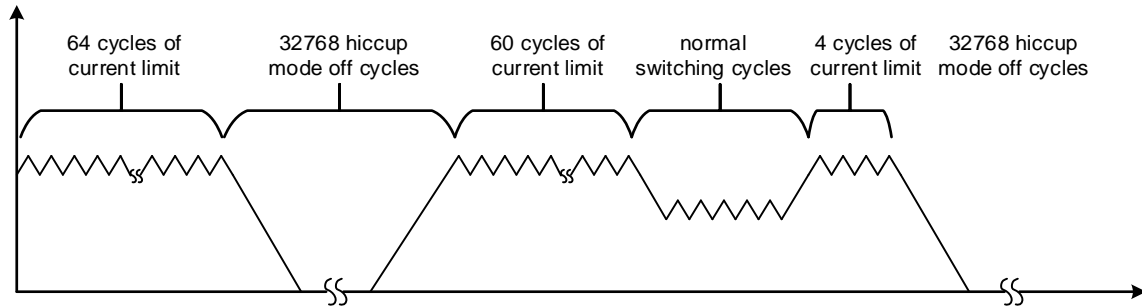 64 cycles of
current limit
32768 hiccup
mode off cycles
60 cycles of
current limit
normal
switching cycles
4 cycles of
current limit
32768 hiccup
mode off cycles